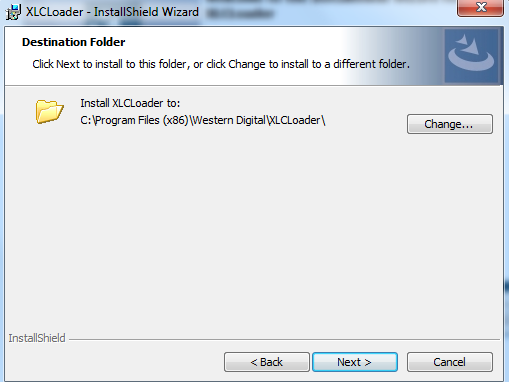 XLCLoader - InstallShield Wizard
Destination Folder
Click Next to install to this folder, or click Change to install to a different folder.
Install XLCLoader to:
C:\Program Files (x86)\Western Digital\XLCLoader\
Change...
InstallShield
< Back
Next >
Cancel